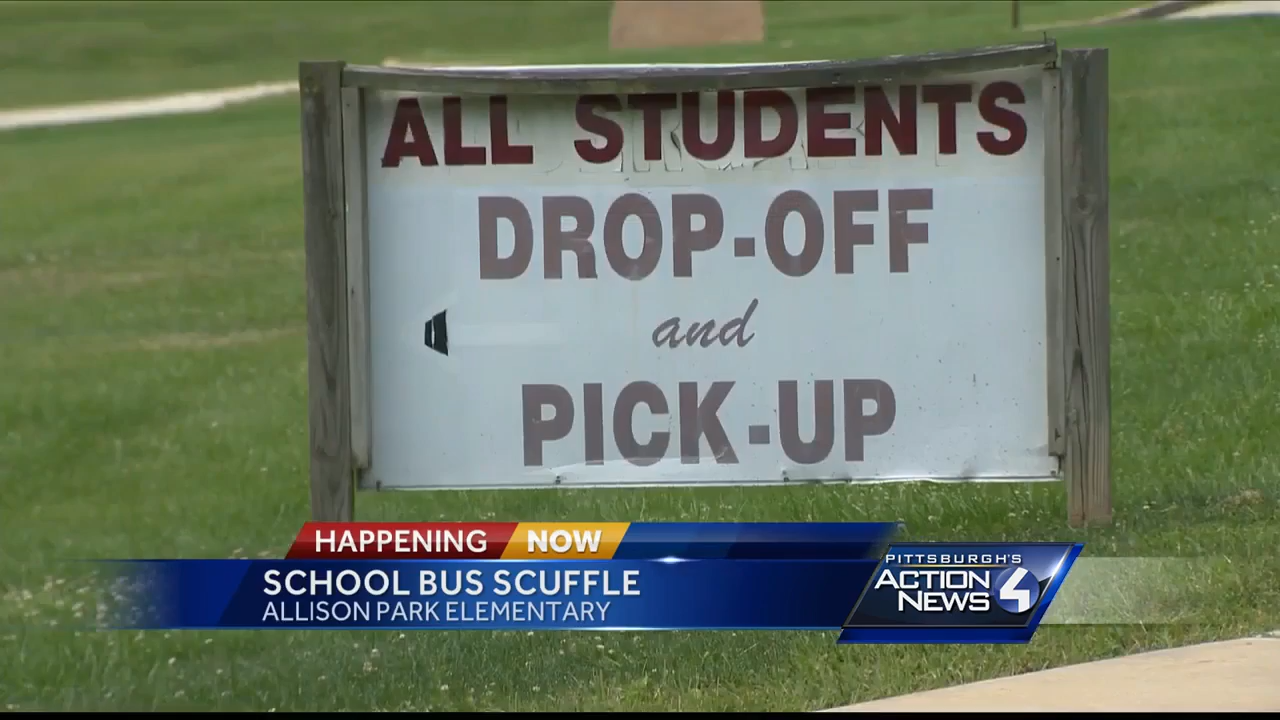 ALL STUDENTS
DROP-OFF
and
PICK-UP
HAPPENING NOW
SCHOOL BUS SCUFFLE
ALLISON PARK ELEMENTARY
PITTSBURGH'S
ACTION
NEWS 4